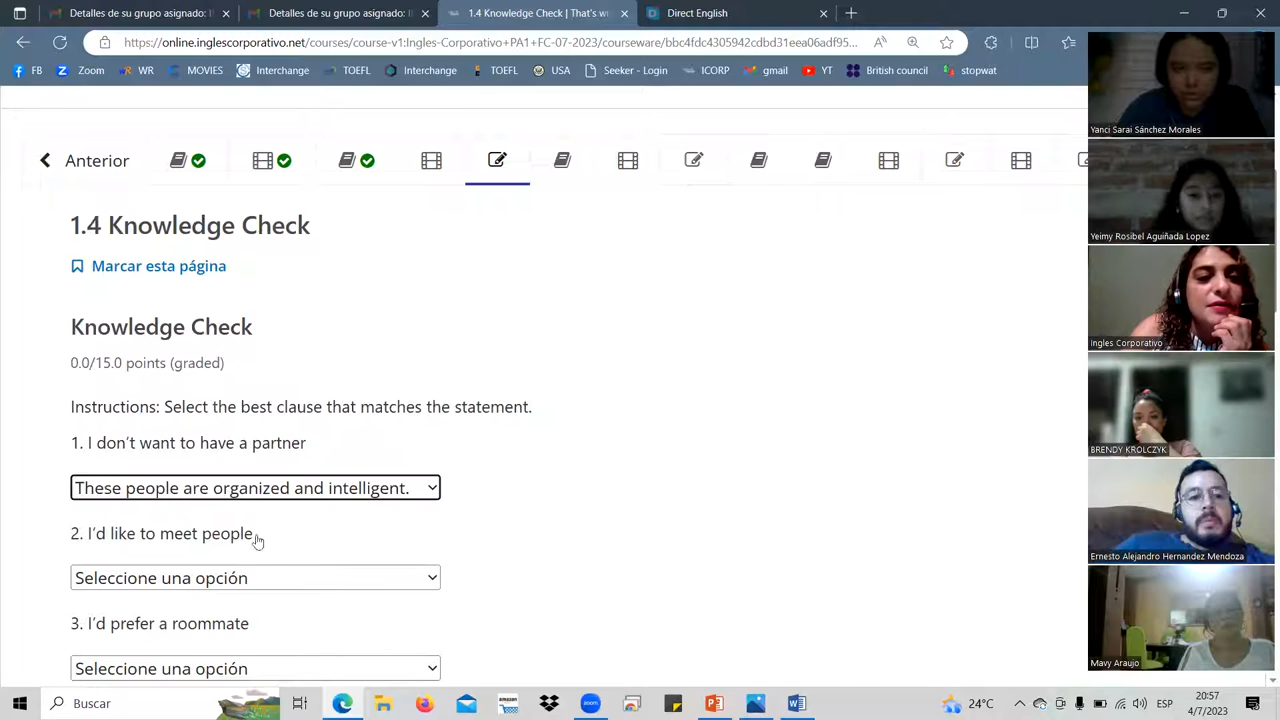 Detalles de su grupo asignado: I
Detalles de su grupo asignado: I
1.4 Knowledge Check | That's wi
Direct English
https://online.inglescorporativo.net/courses/course-v1:Ingles-Corporativo+PA1+FC-07-2023/courseware/bbc4fdc4305942cdbd31eea06adf95...
FB
Zoom
WR
MOVIES
Interchange
TOEFL
Interchange
TOEFL
USA
Seeker - Login
ICORP
gmail
YT
British council
stopwat
Anterior
1.4 Knowledge Check
Marcar esta página
Knowledge Check
0.0/15.0 points (graded)
Instructions: Select the best clause that matches the statement.
1. I don't want to have a partner
These people are organized and intelligent.
2. I'd like to meet people
Seleccione una opción
3. I'd prefer a roommate
Seleccione una opción
Yanci Sarai Sánchez Morales
Yeimy Rosibel Aguiñada Lopez
Ingles Corporativo
BRENDY KROLCZYK
Ernesto Alejandro Hernandez Mendoza
Mavy Araujo
Buscar
24°C
ESP
20:57
4/7/2023